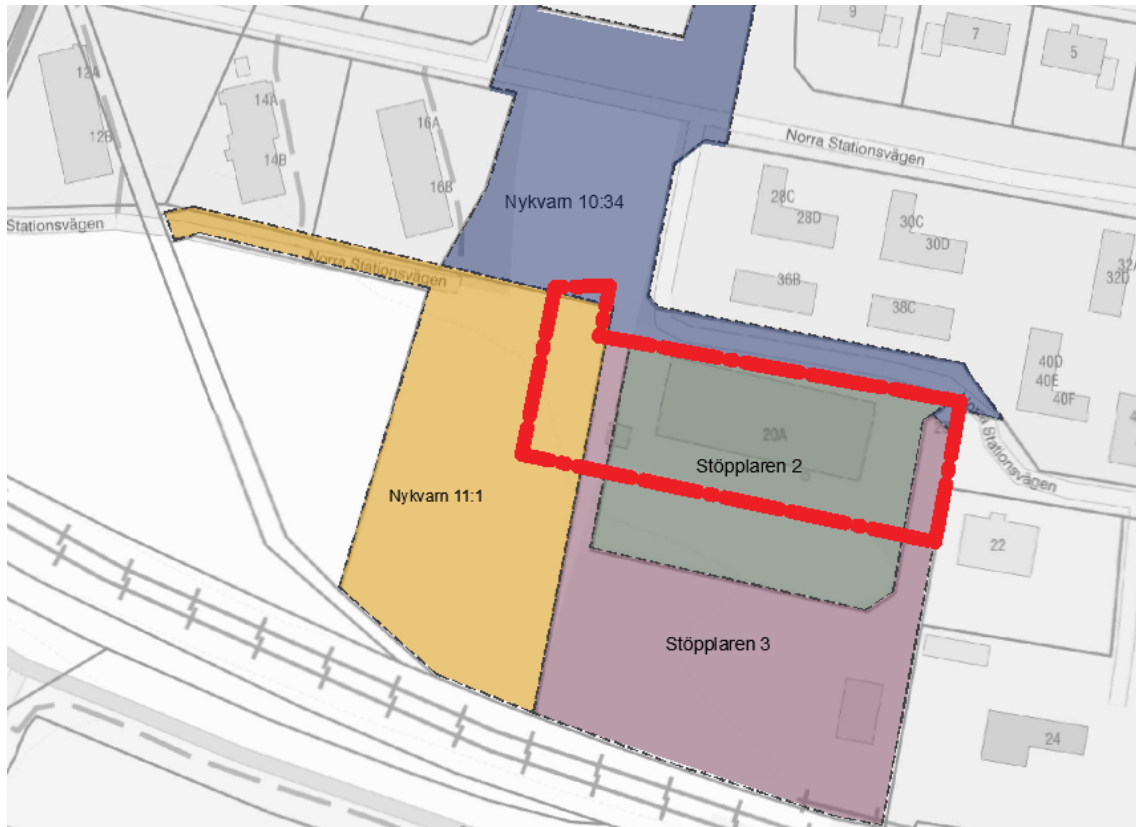 9
7
5
12A
12B
14A
14B
16A
16B
Norra Stationsvägen
Nykvarn 10:34
28C
28D
30C
30D
32D
36B
38C
Stationsvägen
Norra Stationsvägen
40D
40E
40F
20A
Stöpplaren 2
Stationsvägen
Nykvarn 11:1
22
Stöpplaren 3
24